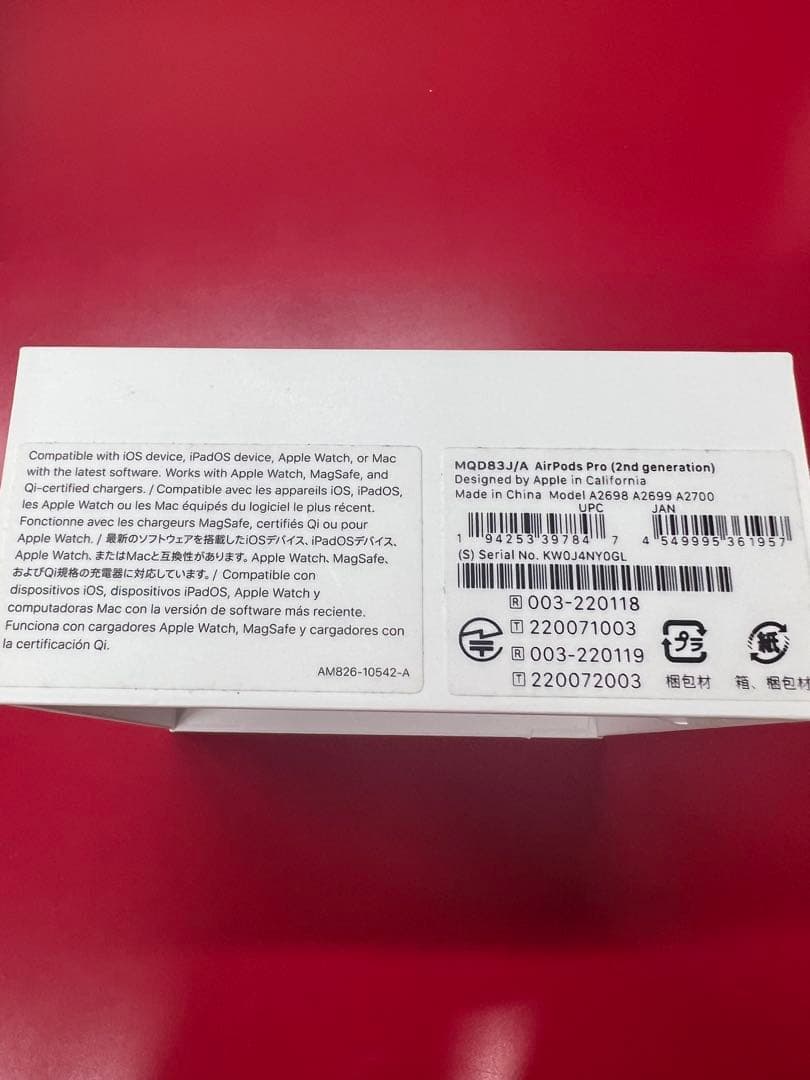 Compatible with iOS device, iPadOS device, Apple Watch, or Mac
with the latest software. Works with Apple Watch, MagSafe, and
Qi-certified chargers. / Compatible avec les appareils iOS, iPadOS,
les Apple Watch ou les Mac équipés du logiciel le plus récent.
Fonctionne avec les chargeurs MagSafe, certifiés Qi ou pour
Apple Watch. / 最新のソフトウェアを搭載したiOSデバイス、iPadOSデバイス、
Apple Watch、またはMacと互換性があります。Apple Watch、MagSafe、
およびQi規格の充電器に対応しています。/ Compatible con
dispositivos iOS, dispositivos iPadOS, Apple Watch y
computadoras Mac con la versión de software más reciente.
Funciona con cargadores Apple Watch, MagSafe y cargadores con
la certificación Qi.
AM826-10542-A
MQD83J/A AirPods Pro (2nd generation)
Designed by Apple in California
Made in China Model A2698 A2699 A2700
UPC JAN
1 94253 39784 7 4 549995 361957
(S) Serial No. KW0J4NY0GL
R 003-220118
T 220071003
R 003-220119
T 220072003
プラ
梱包材
紙
箱、梱包材